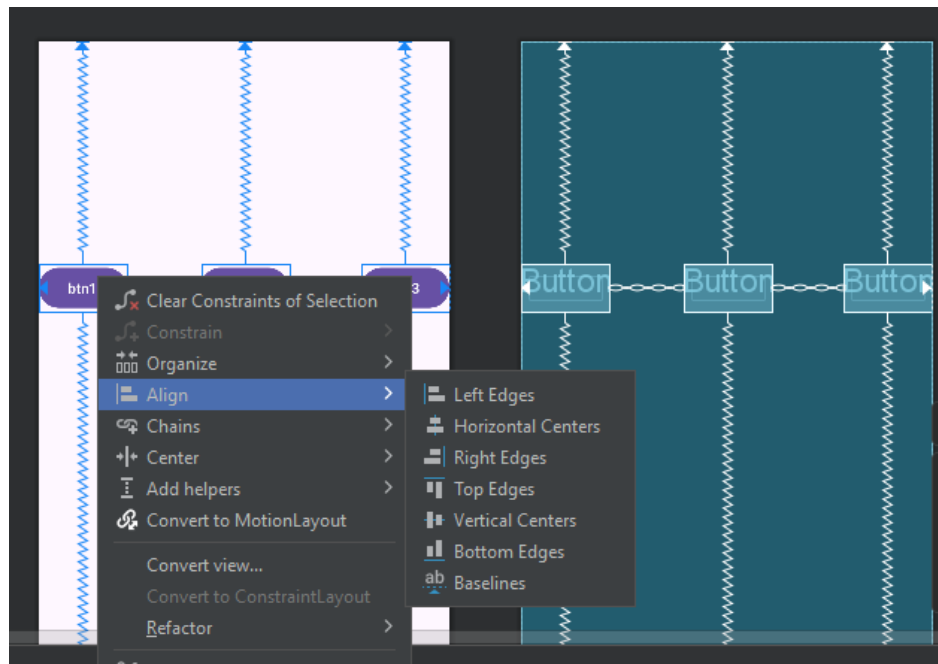 btn1
3
Button
Button
Button
Clear Constraints of Selection
Constrain
Organize
Align
Chains
Center
Add helpers
Convert to MotionLayout
Convert view...
Convert to ConstraintLayout
Refactor
Left Edges
Horizontal Centers
Right Edges
Top Edges
Vertical Centers
Bottom Edges
ab
Baselines